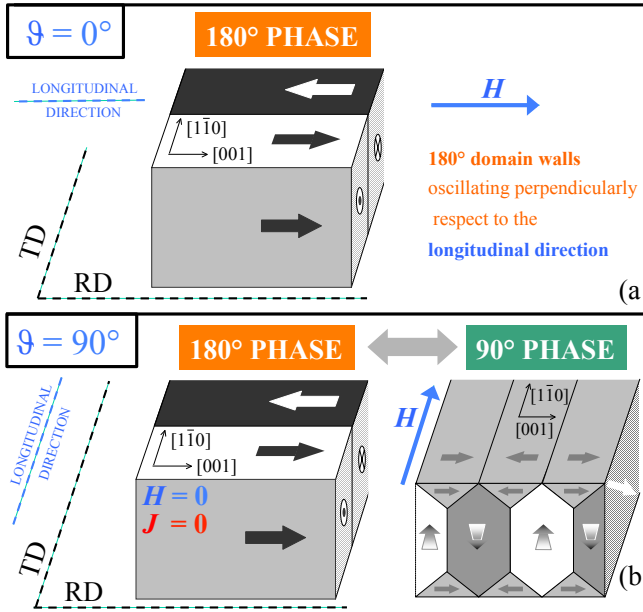 ϑ = 0°
180° PHASE
LONGITUDINAL
DIRECTION
H
[11̄0]
[001]
180° domain walls
oscillating perpendicularly
respect to the
longitudinal direction
TD
RD
(a
ϑ = 90°
180° PHASE
90° PHASE
LONGITUDINAL
DIRECTION
[11̄0]
[001]
H = 0
J = 0
H
[11̄0]
[001]
TD
RD
(b